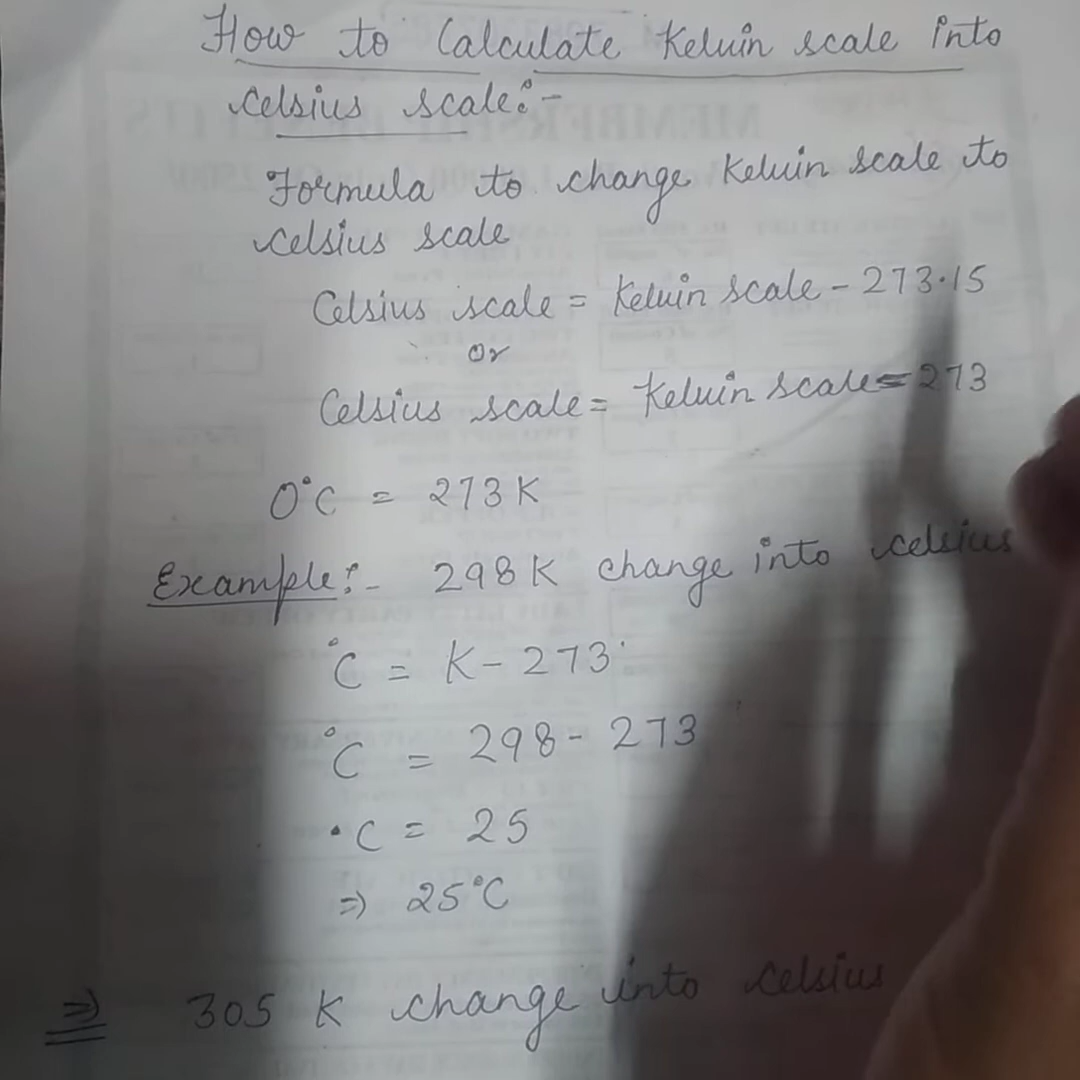 How to Calculate Kelvin scale into
Celsius scale:-
Formula to change Kelvin scale to
Celsius scale
Celsius scale = Kelvin scale - 273.15
or
Celsius scale = Kelvin scale = 273
0°C = 273 K
Example:- 298 K change into celsius
°C = K - 273
°C = 298 - 273
°C = 25
⇒ 25°C
⇒ 305 K change into Celsius